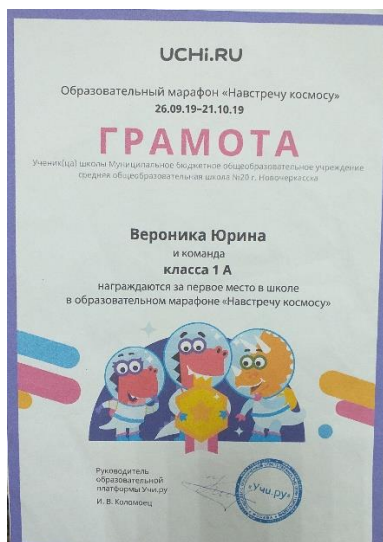 UCHi.RU
Образовательный марафон «Навстречу космосу»
26.09.19–21.10.19
ГРАМОТА
Ученик(ца) школы Муниципальное бюджетное общеобразовательное учреждение
средняя общеобразовательная школа №20 г. Новочеркасска
Вероника Юрина
и команда
класса 1 А
награждаются за первое место в школе
в образовательном марафоне «Навстречу космосу»
Руководитель
образовательной
платформы Учи.ру
И. В. Коломоец
«Учи.ру»